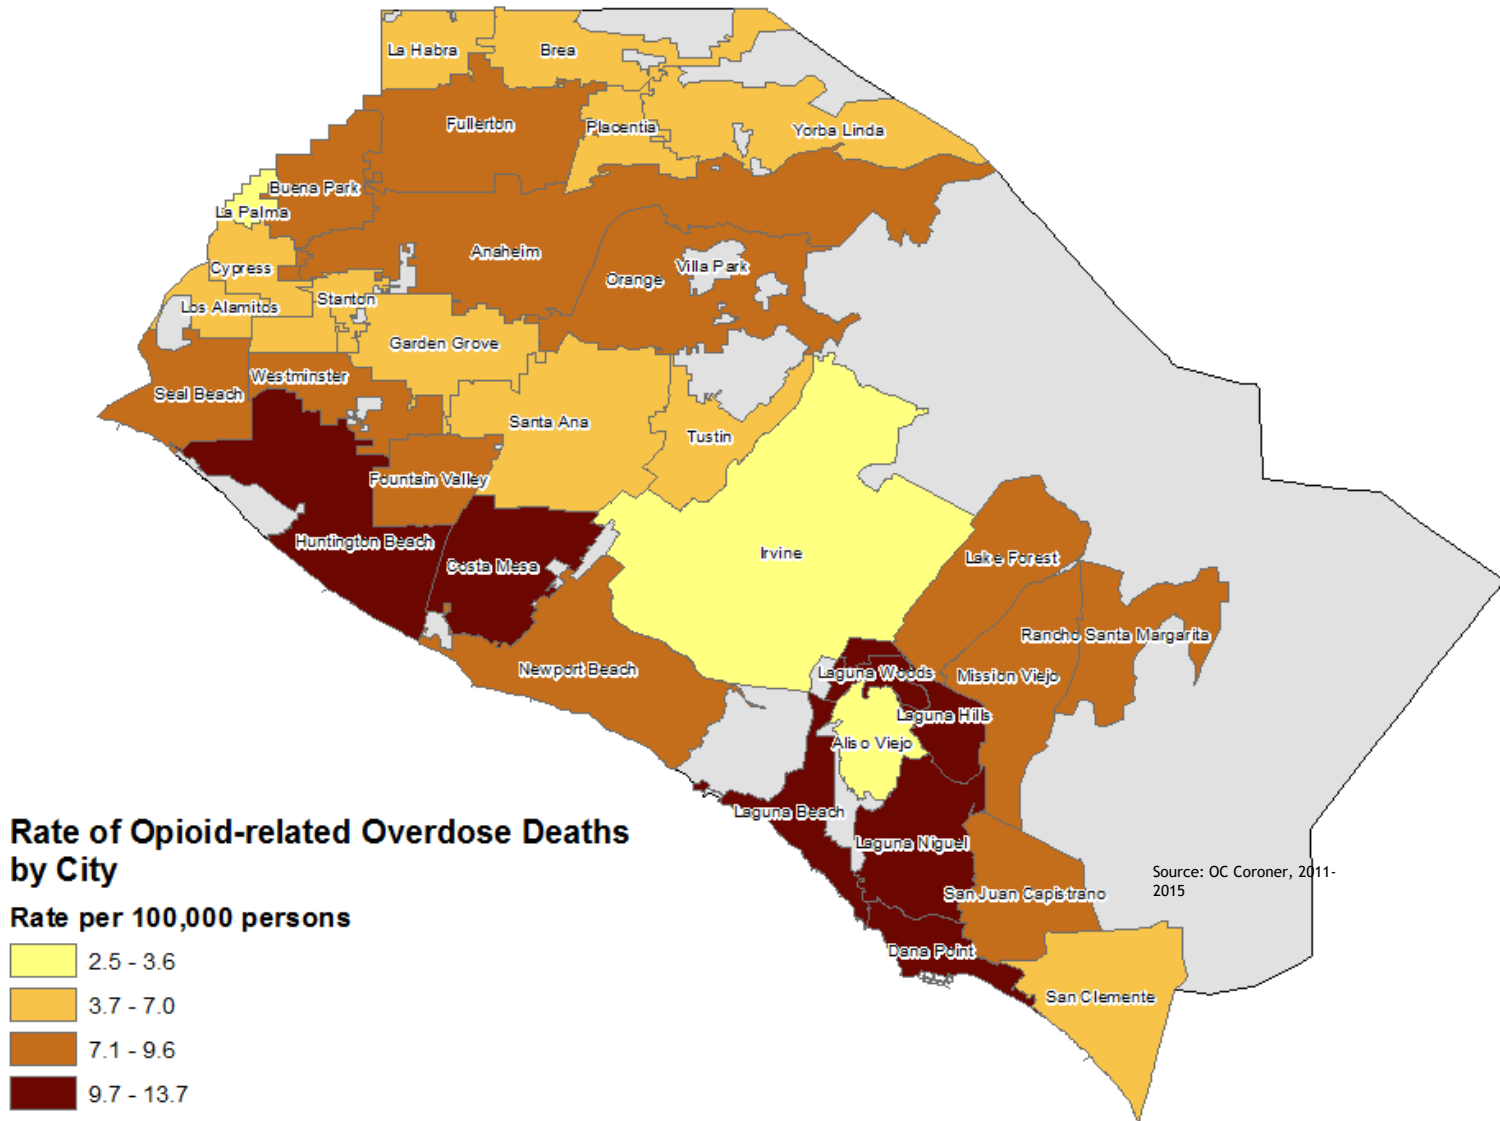 La Habra
Brea
Fullerton
Placentia
Yorba Linda
Buena Park
La Palma
Anaheim
Cypress
Orange
Villa Park
Stanton
Los Alamitos
Garden Grove
Westminster
Seal Beach
Santa Ana
Tustin
Fountain Valley
Huntington Beach
Costa Mesa
Irvine
Lake Forest
Rancho Santa Margarita
Newport Beach
Laguna Woods
Mission Viejo
Laguna Hills
Aliso Viejo
Laguna Beach
Laguna Niguel
San Juan Capistrano
Dana Point
San Clemente
Source: OC Coroner, 2011-
2015
Rate of Opioid-related Overdose Deaths
by City
Rate per 100,000 persons
2.5 - 3.6
3.7 - 7.0
7.1 - 9.6
9.7 - 13.7